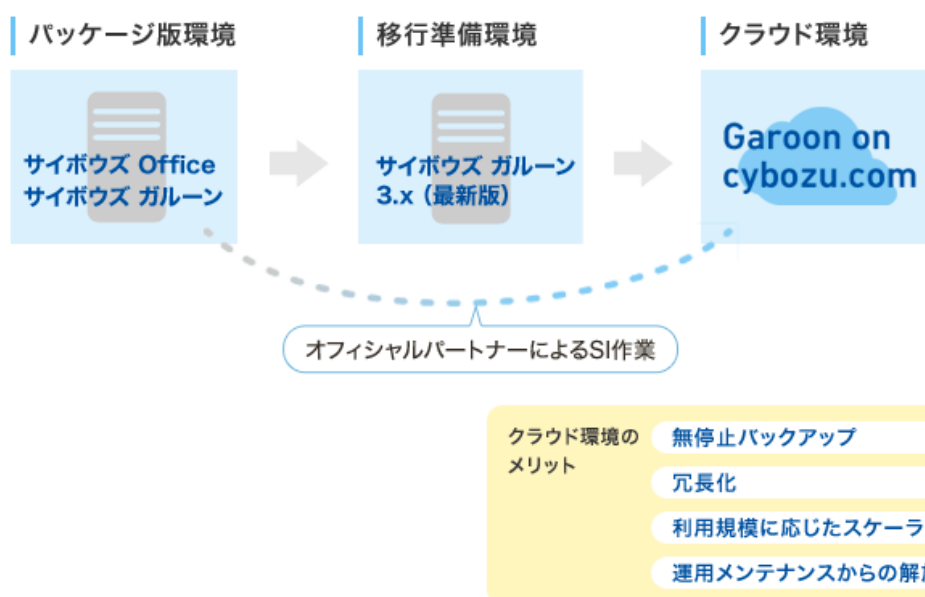 パッケージ版環境
移行準備環境
クラウド環境
サイボウズ Office
サイボウズ ガルーン
サイボウズ ガルーン
3.x（最新版）
Garoon on
cybozu.com
オフィシャルパートナーによるSI作業
クラウド環境の
メリット
無停止バックアップ
冗長化
利用規模に応じたスケーラ
運用メンテナンスからの解